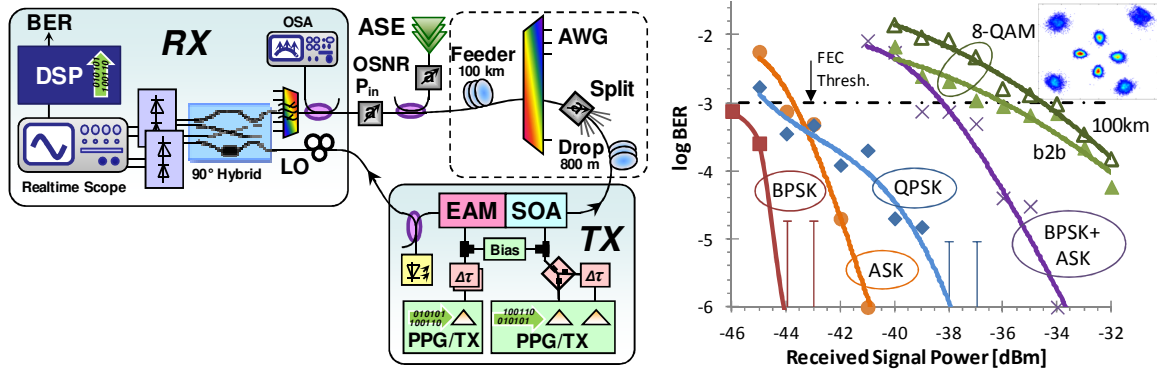 BER
RX
DSP
010101
100110
Realtime Scope
90° Hybrid
LO
OSA
ASE
OSNR
a
P_in
a
Feeder
100 km
AWG
a
Split
Drop
800 m
EAM
SOA
TX
Bias
Δτ
Δτ
010101
100110
PPG/TX
100110
010101
PPG/TX
log BER
-2
-3
-4
-5
-6
-46
-44
-42
-40
-38
-36
-34
-32
Received Signal Power [dBm]
FEC
Thresh.
8-QAM
100km
b2b
BPSK
QPSK
ASK
BPSK+
ASK